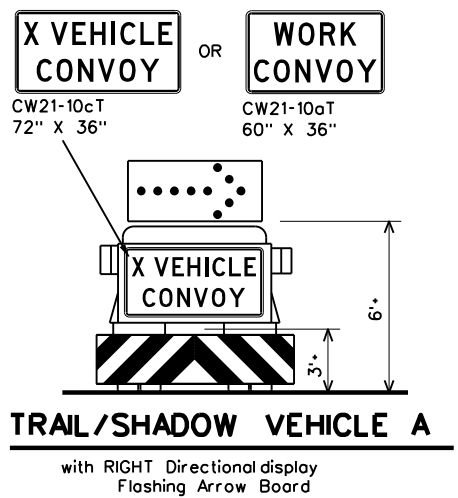 X VEHICLE
CONVOY
OR
WORK
CONVOY
CW21-10cT
72" X 36"
CW21-10aT
60" X 36"
X VEHICLE
CONVOY
6'+
3'+
TRAIL/SHADOW VEHICLE A
with RIGHT Directional display
Flashing Arrow Board